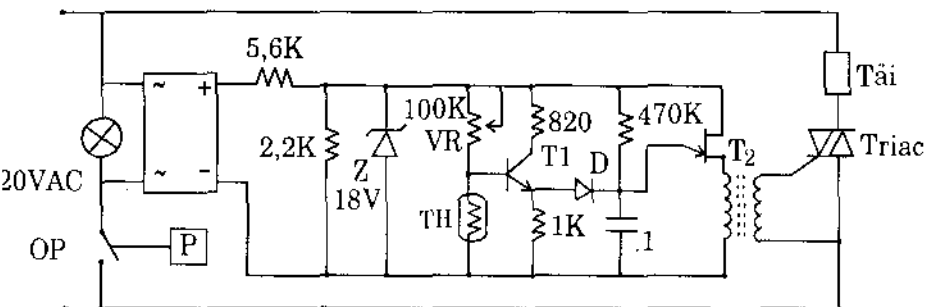 5,6K
~ +
Tải
100K
VR
820
470K
2,2K
T1
D
T2
Triac
20VAC
~ -
Z
18V
TH
1K
.1
OP
P